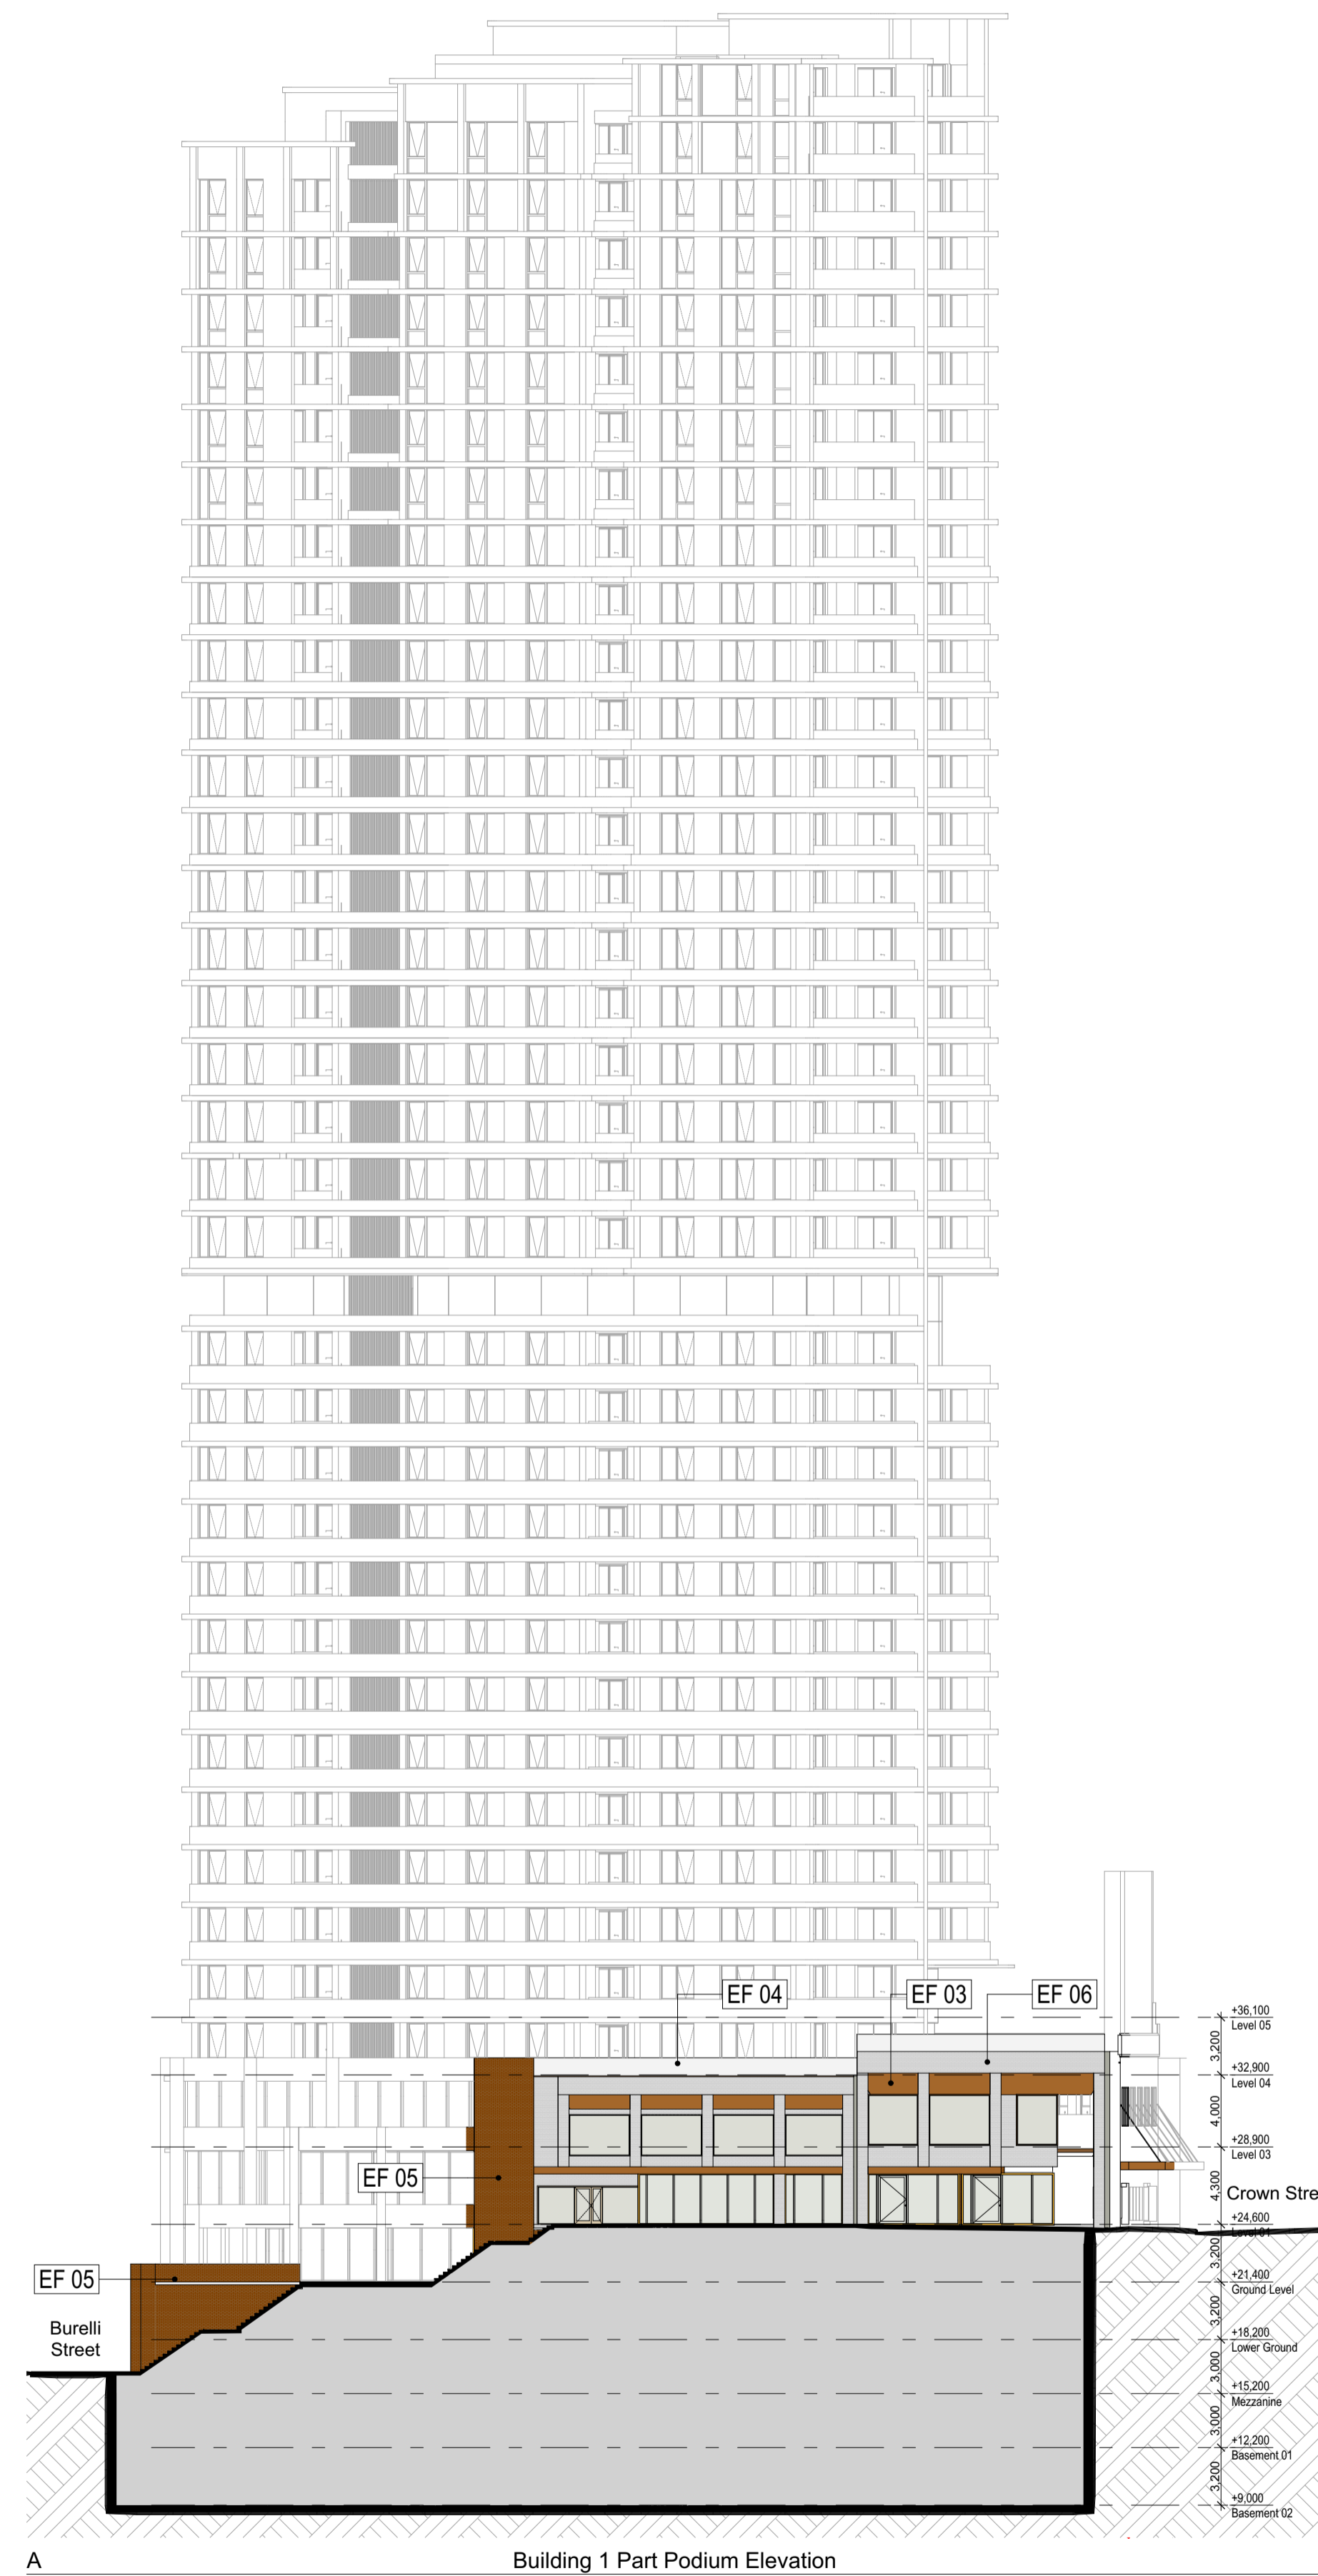 EF 04
EF 03
EF 06
+36,100
Level 05
3,200
+32,900
Level 04
4,000
+28,900
Level 03
EF 05
4,300
Crown Stre
+24,600
Level 01
3,200
EF 05
+21,400
Ground Level
3,200
Burelli
Street
+18,200
Lower Ground
3,000
+15,200
Mezzanine
3,000
+12,200
Basement 01
3,200
+9,000
Basement 02
A
Building 1 Part Podium Elevation